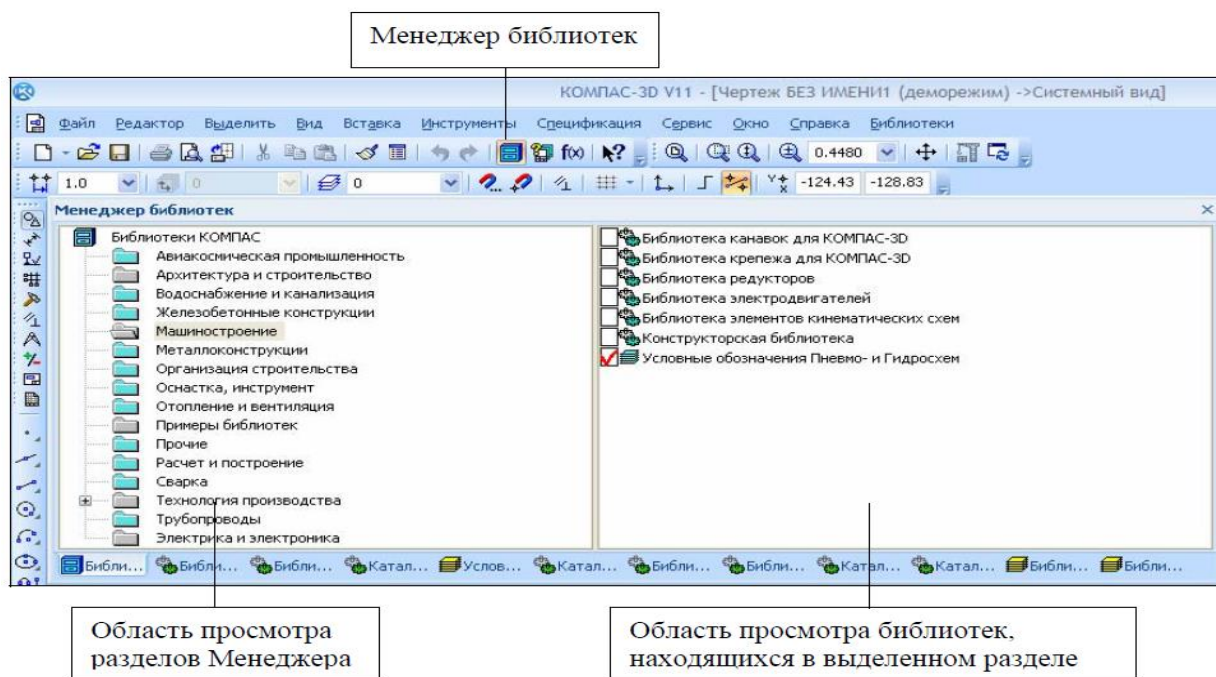 Менеджер библиотек
КОМПАС-3D V11 - [Чертеж БЕЗ ИМЕНИ1 (деморежим) ->Системный вид]
Файл Редактор Выделить Вид Вставка Инструменты Спецификация Сервис Окно Справка Библиотеки
f(x) 0.4480
1.0 0 0 -124.43 -128.83
Менеджер библиотек
Библиотеки КОМПАС
Авиакосмическая промышленность
Архитектура и строительство
Водоснабжение и канализация
Железобетонные конструкции
Машиностроение
Металлоконструкции
Организация строительства
Оснастка, инструмент
Отопление и вентиляция
Примеры библиотек
Прочие
Расчет и построение
Сварка
Технология производства
Трубопроводы
Электрика и электроника
Библиотека канавок для КОМПАС-3D
Библиотека крепежа для КОМПАС-3D
Библиотека редукторов
Библиотека электродвигателей
Библиотека элементов кинематических схем
Конструкторская библиотека
Условные обозначения Пневмо- и Гидросхем
Библи... Библи... Библи... Катал... Услов... Катал... Библи... Библи... Катал... Катал... Библи... Библи...
Область просмотра
разделов Менеджера
Область просмотра библиотек,
находящихся в выделенном разделе